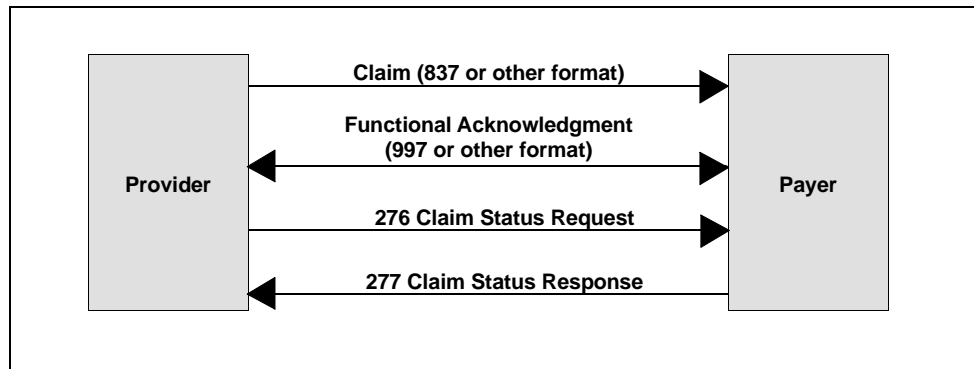 Claim (837 or other format)
Functional Acknowledgment
(997 or other format)
Provider
Payer
276 Claim Status Request
277 Claim Status Response